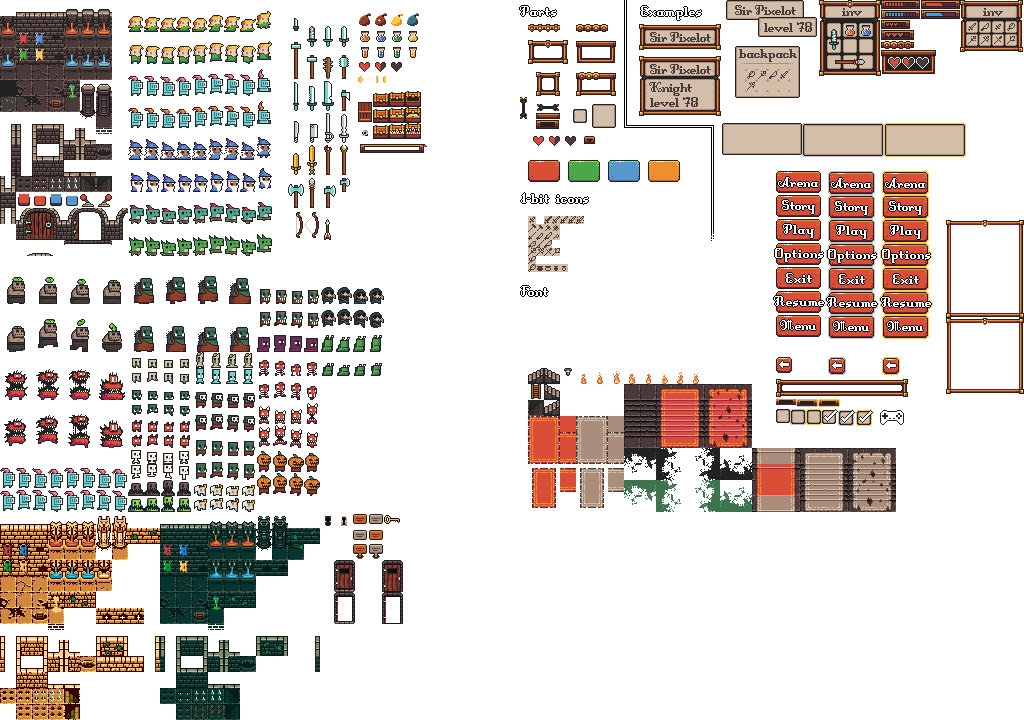 Parts
Examples
Sir Pixelot
Sir Pixelot
Knight
level 78
Sir Pixelot
level 78
backpack
inv
inv
1-bit icons
Font
Arena Arena Arena
Story Story Story
Play Play Play
Options Options Options
Exit Exit Exit
Resume Resume Resume
Menu Menu Menu